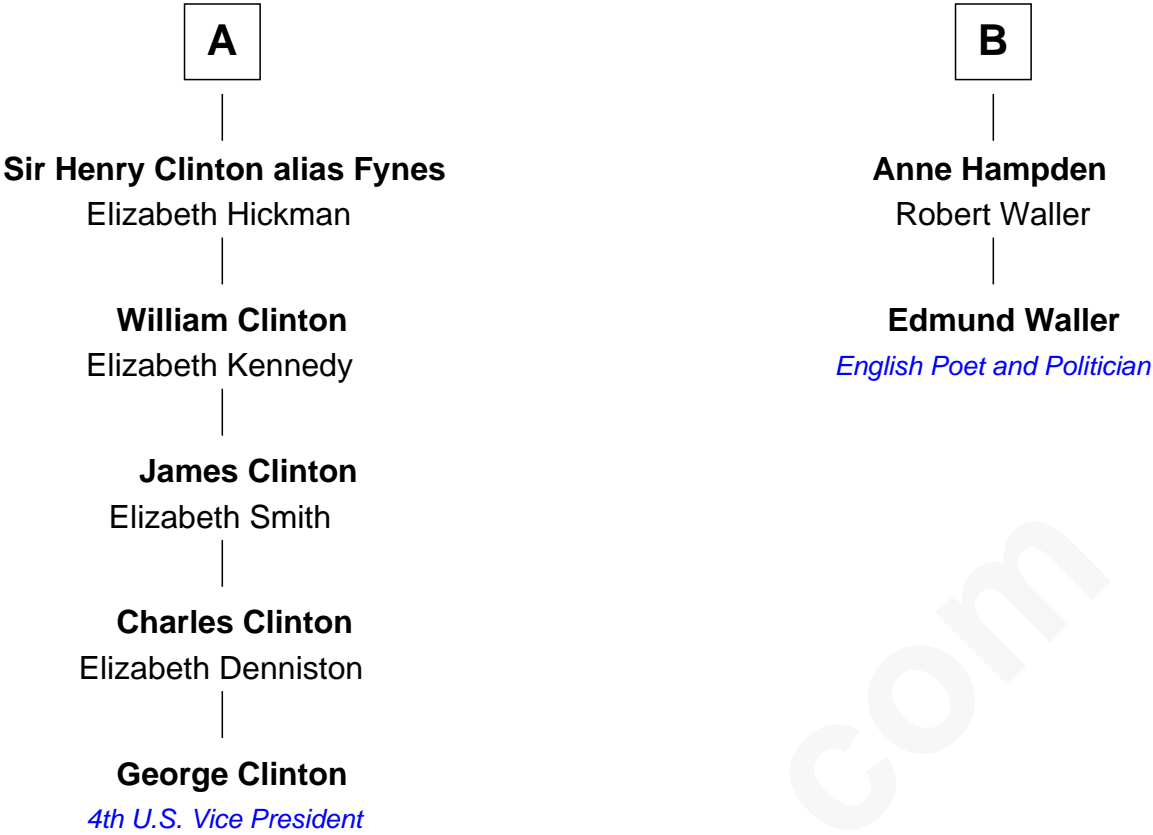 A
Sir Henry Clinton alias Fynes
Elizabeth Hickman
William Clinton
Elizabeth Kennedy
James Clinton
Elizabeth Smith
Charles Clinton
Elizabeth Denniston
George Clinton
4th U.S. Vice President
B
Anne Hampden
Robert Waller
Edmund Waller
English Poet and Politician
com